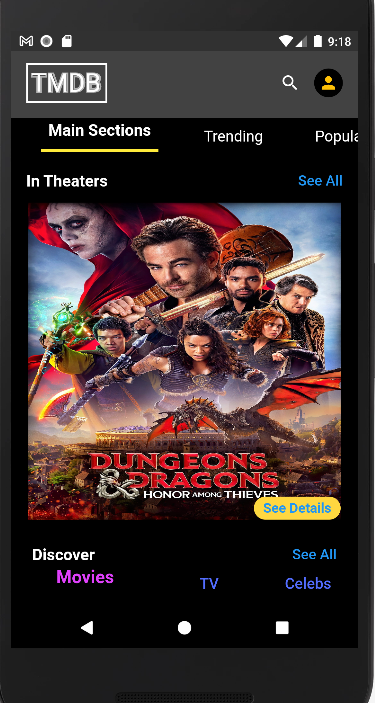 9:18
TMDB
Main Sections
Trending
Popula
In Theaters
See All
DUNGEONS
& DRAGONS
HONOR AMONG THIEVES
See Details
Discover
See All
Movies
TV
Celebs